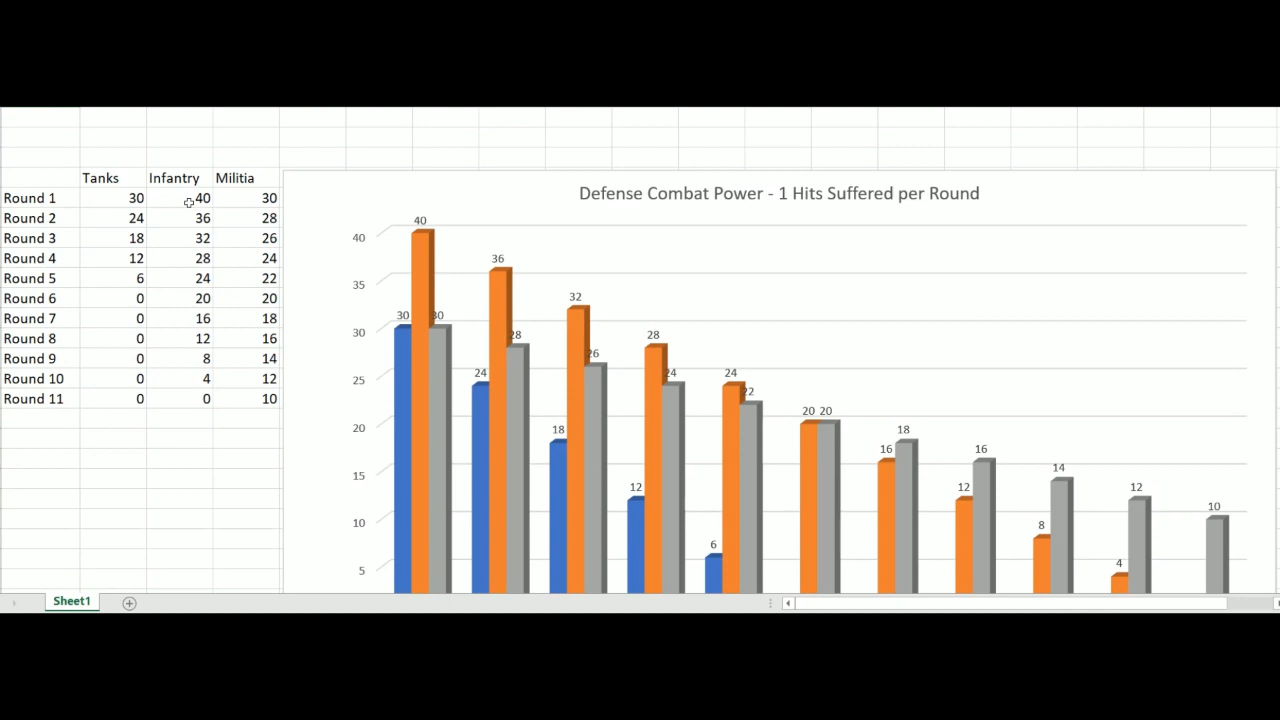 Tanks Infantry Militia
Round 1 30 40 30
Round 2 24 36 28
Round 3 18 32 26
Round 4 12 28 24
Round 5 6 24 22
Round 6 0 20 20
Round 7 0 16 18
Round 8 0 12 16
Round 9 0 8 14
Round 10 0 4 12
Round 11 0 0 10
Defense Combat Power - 1 Hits Suffered per Round
40
35
30
25
20
15
10
5
30 40 30
24 36 28
18 32 26
12 28 24
6 24 22
20 20
16 18
12 16
8 14
4 12
10
Sheet1